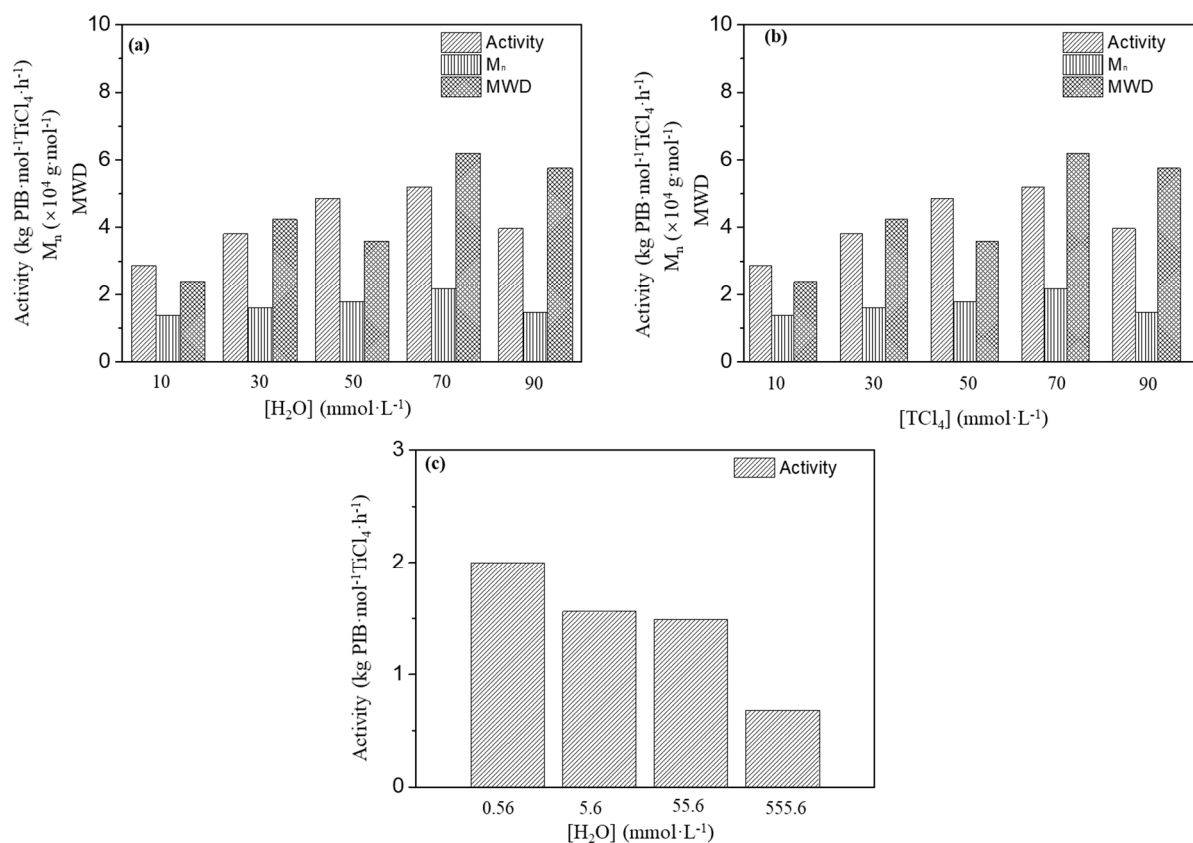 (a)
Activity
Mₙ
MWD
Activity (kg PIB·mol⁻¹TiCl₄·h⁻¹)
Mₙ (×10⁴ g·mol⁻¹)
MWD
10
8
6
4
2
0
10 30 50 70 90
[H₂O] (mmol·L⁻¹)
(b)
Activity
Mₙ
MWD
Activity (kg PIB·mol⁻¹TiCl₄·h⁻¹)
Mₙ (×10⁴ g·mol⁻¹)
MWD
10
8
6
4
2
0
10 30 50 70 90
[TCl₄] (mmol·L⁻¹)
(c)
Activity
Activity (kg PIB·mol⁻¹TiCl₄·h⁻¹)
3
2
1
0
0.56 5.6 55.6 555.6
[H₂O] (mmol·L⁻¹)